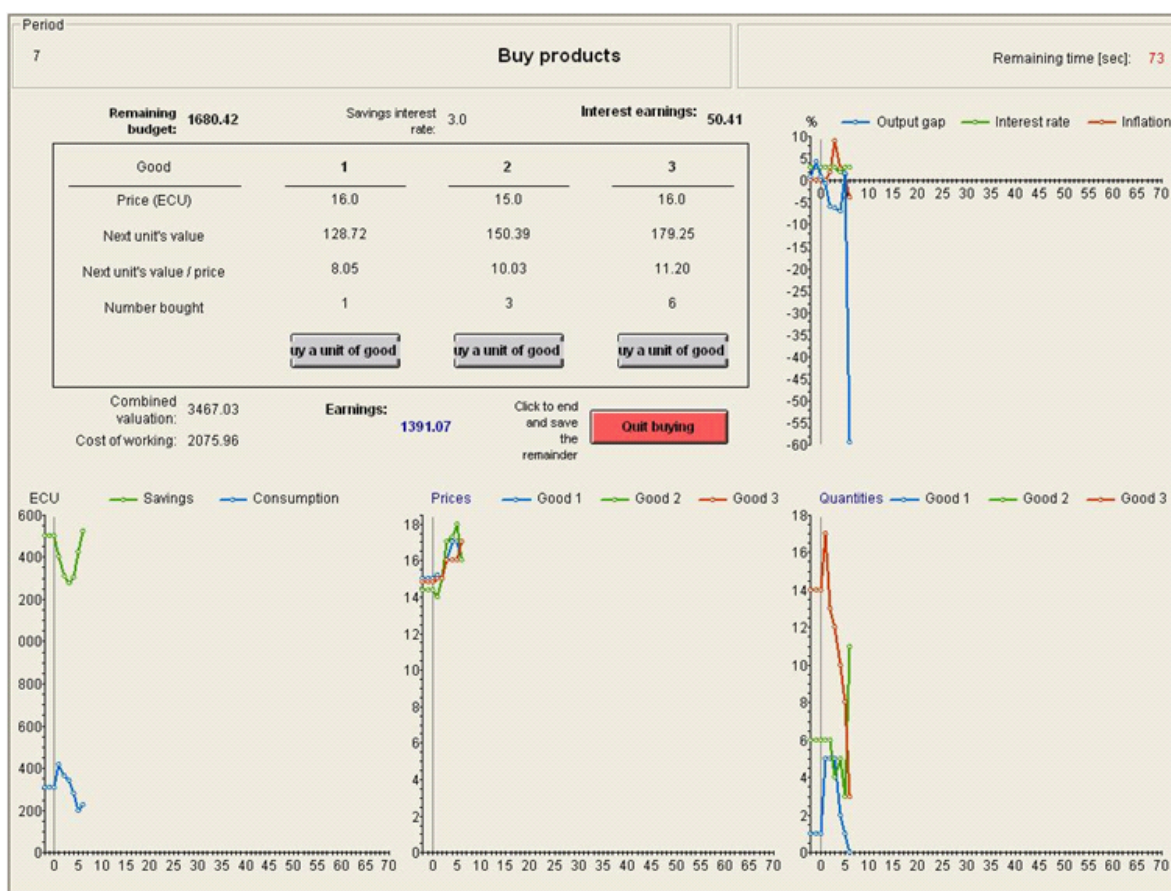 Period
7
Buy products
Remaining time [sec]: 73
Remaining budget: 1680.42
Savings interest rate: 3.0
Interest earnings: 50.41
Good 1 2 3
Price (ECU) 16.0 15.0 16.0
Next unit's value 128.72 150.39 179.25
Next unit's value / price 8.05 10.03 11.20
Number bought 1 3 6
uy a unit of good uy a unit of good uy a unit of good
Combined valuation: 3467.03
Cost of working: 2075.96
Earnings: 1391.07
Click to end and save the remainder
Quit buying
% Output gap Interest rate Inflation
10
5
0
-5
-10
-15
-20
-25
-30
-35
-40
-45
-50
-55
-60
0 5 10 15 20 25 30 35 40 45 50 55 60 65 70
ECU Savings Consumption
600
400
200
000
800
600
400
200
0
0 5 10 15 20 25 30 35 40 45 50 55 60 65 70
Prices Good 1 Good 2 Good 3
18
16
14
12
10
8
6
4
2
0
0 5 10 15 20 25 30 35 40 45 50 55 60 65 70
Quantities Good 1 Good 2 Good 3
18
16
14
12
10
8
6
4
2
0
0 5 10 15 20 25 30 35 40 45 50 55 60 65 70